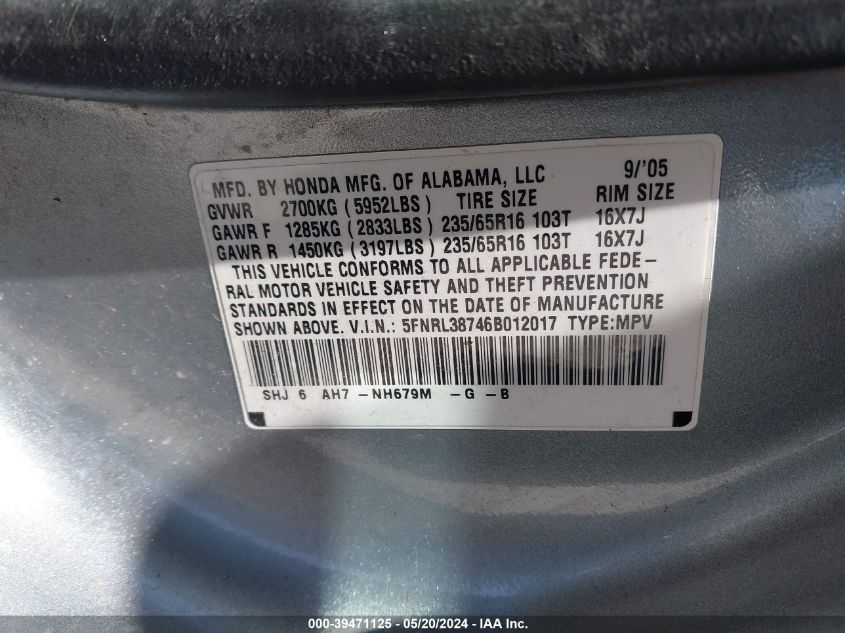 MFD. BY HONDA MFG. OF ALABAMA, LLC 9/'05
GVWR 2700KG (5952LBS) TIRE SIZE RIM SIZE
GAWR F 1285KG (2833LBS) 235/65R16 103T 16X7J
GAWR R 1450KG (3197LBS) 235/65R16 103T 16X7J
THIS VEHICLE CONFORMS TO ALL APPLICABLE FEDE-
RAL MOTOR VEHICLE SAFETY AND THEFT PREVENTION
STANDARDS IN EFFECT ON THE DATE OF MANUFACTURE
SHOWN ABOVE. V.I.N.: 5FNRL38746B012017 TYPE:MPV
SHJ 6 AH7 -NH679M -G -B
000-39471125 - 05/20/2024 - IAA Inc.